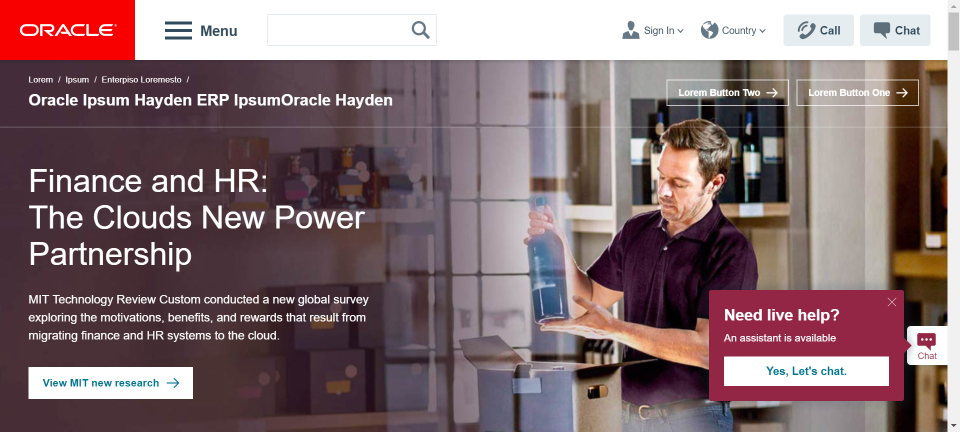 ORACLE
Menu
Sign In
Country
Call
Chat
Lorem / Ipsum / Enterpiso Loremesto /
Oracle Ipsum Hayden ERP IpsumOracle Hayden
Lorem Button Two
Lorem Button One
Finance and HR:
The Clouds New Power
Partnership
MIT Technology Review Custom conducted a new global survey
exploring the motivations, benefits, and rewards that result from
migrating finance and HR systems to the cloud.
View MIT new research
Need live help?
An assistant is available
Yes, Let's chat.
Chat